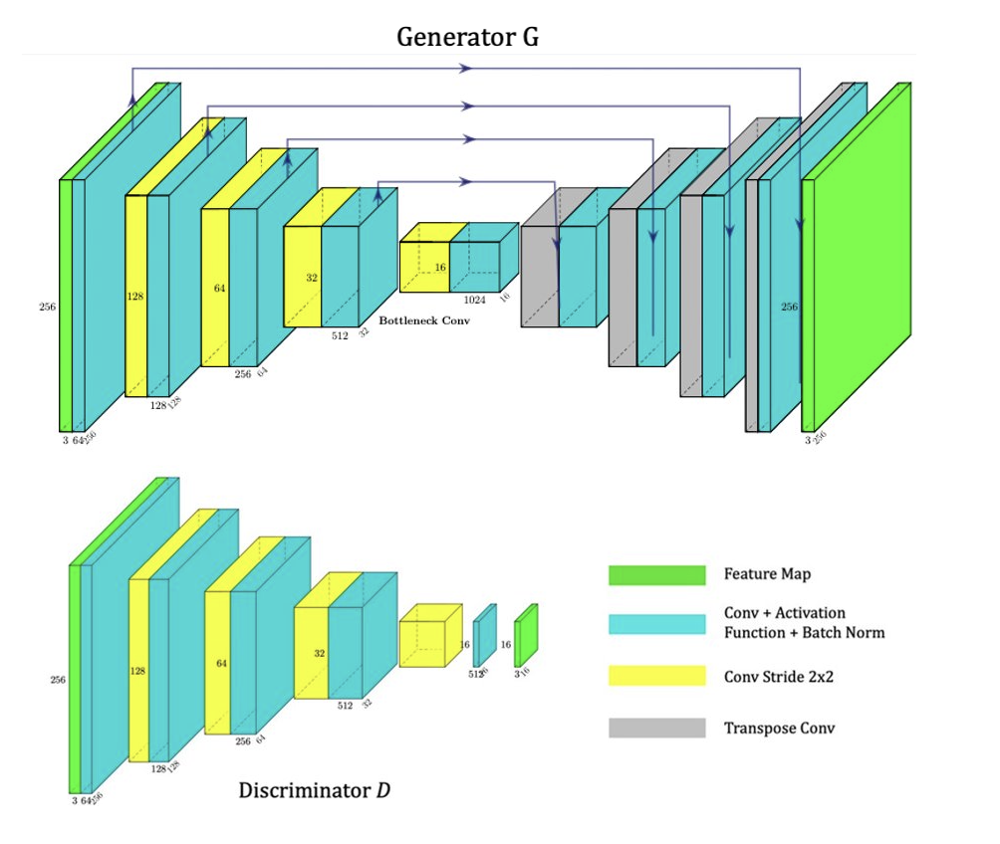 Generator G
256
3 64 256
128
128 128
64
256 64
32
512 32
16
1024 16
Bottleneck Conv
256
3 256
256
3 64 256
128
128 128
64
256 64
32
512 32
16
512 16
16
3 16
Discriminator D
Feature Map
Conv + Activation
Function + Batch Norm
Conv Stride 2x2
Transpose Conv